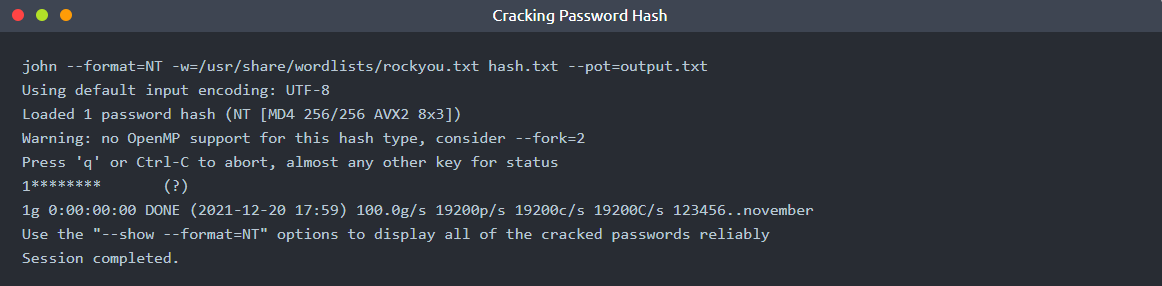 Cracking Password Hash
john --format=NT -w=/usr/share/wordlists/rockyou.txt hash.txt --pot=output.txt
Using default input encoding: UTF-8
Loaded 1 password hash (NT [MD4 256/256 AVX2 8x3])
Warning: no OpenMP support for this hash type, consider --fork=2
Press 'q' or Ctrl-C to abort, almost any other key for status
1********       (?)
1g 0:00:00:00 DONE (2021-12-20 17:59) 100.0g/s 19200p/s 19200c/s 19200C/s 123456..november
Use the "--show --format=NT" options to display all of the cracked passwords reliably
Session completed.